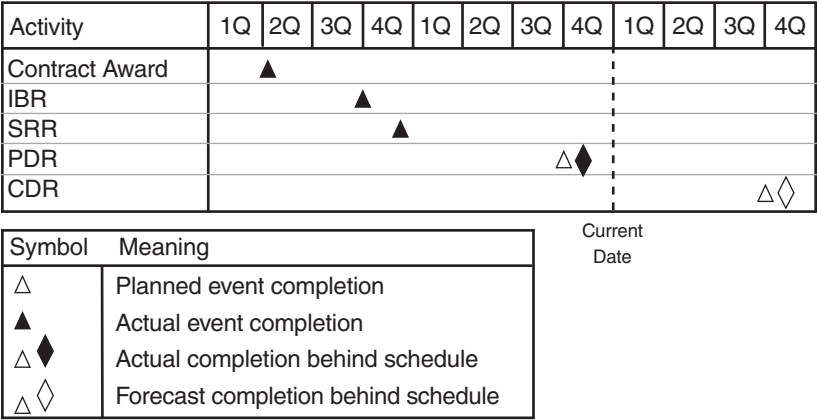 Activity 1Q 2Q 3Q 4Q 1Q 2Q 3Q 4Q 1Q 2Q 3Q 4Q
Contract Award
IBR
SRR
PDR
CDR
Current
Date
Symbol Meaning
Planned event completion
Actual event completion
Actual completion behind schedule
Forecast completion behind schedule